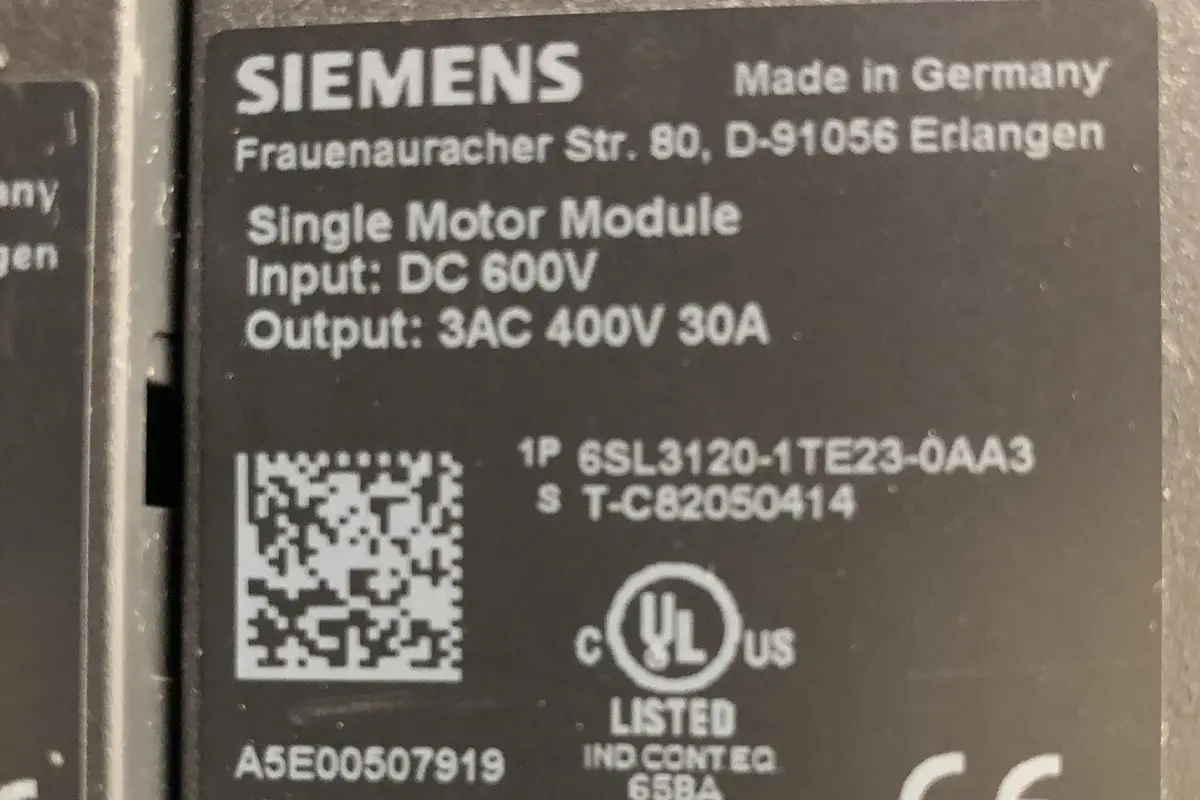 SIEMENS
Made in Germany
Frauenauracher Str. 80, D-91056 Erlangen
Single Motor Module
Input: DC 600V
Output: 3AC 400V 30A
1P 6SL3120-1TE23-0AA3
S T-C82050414
C UL US
LISTED
IND.CONT.EQ.
65BA
A5E00507919
CE
any
gen